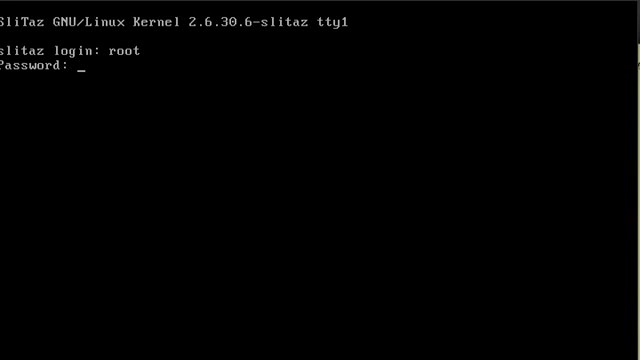 SliTaz GNU/Linux Kernel 2.6.30.6-slitaz tty1
slitaz login: root
Password: _